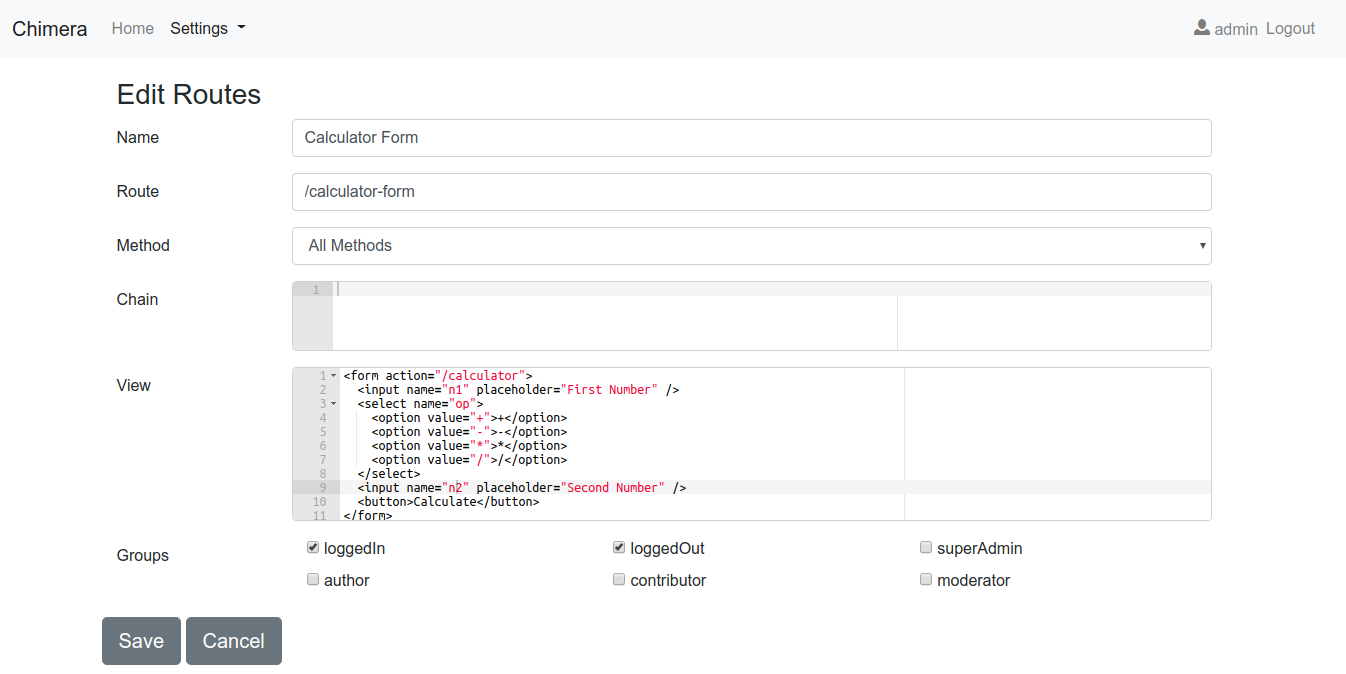 Chimera Home Settings admin Logout
Edit Routes
Name Calculator Form
Route /calculator-form
Method All Methods
Chain 1
View
1 <form action="/calculator">
2 <input name="n1" placeholder="First Number" />
3 <select name="op">
4 <option value="+">+</option>
5 <option value="-">-</option>
6 <option value="*">*</option>
7 <option value="/">/</option>
8 </select>
9 <input name="n2" placeholder="Second Number" />
10 <button>Calculate</button>
11 </form>
Groups
loggedIn loggedOut superAdmin
author contributor moderator
Save Cancel